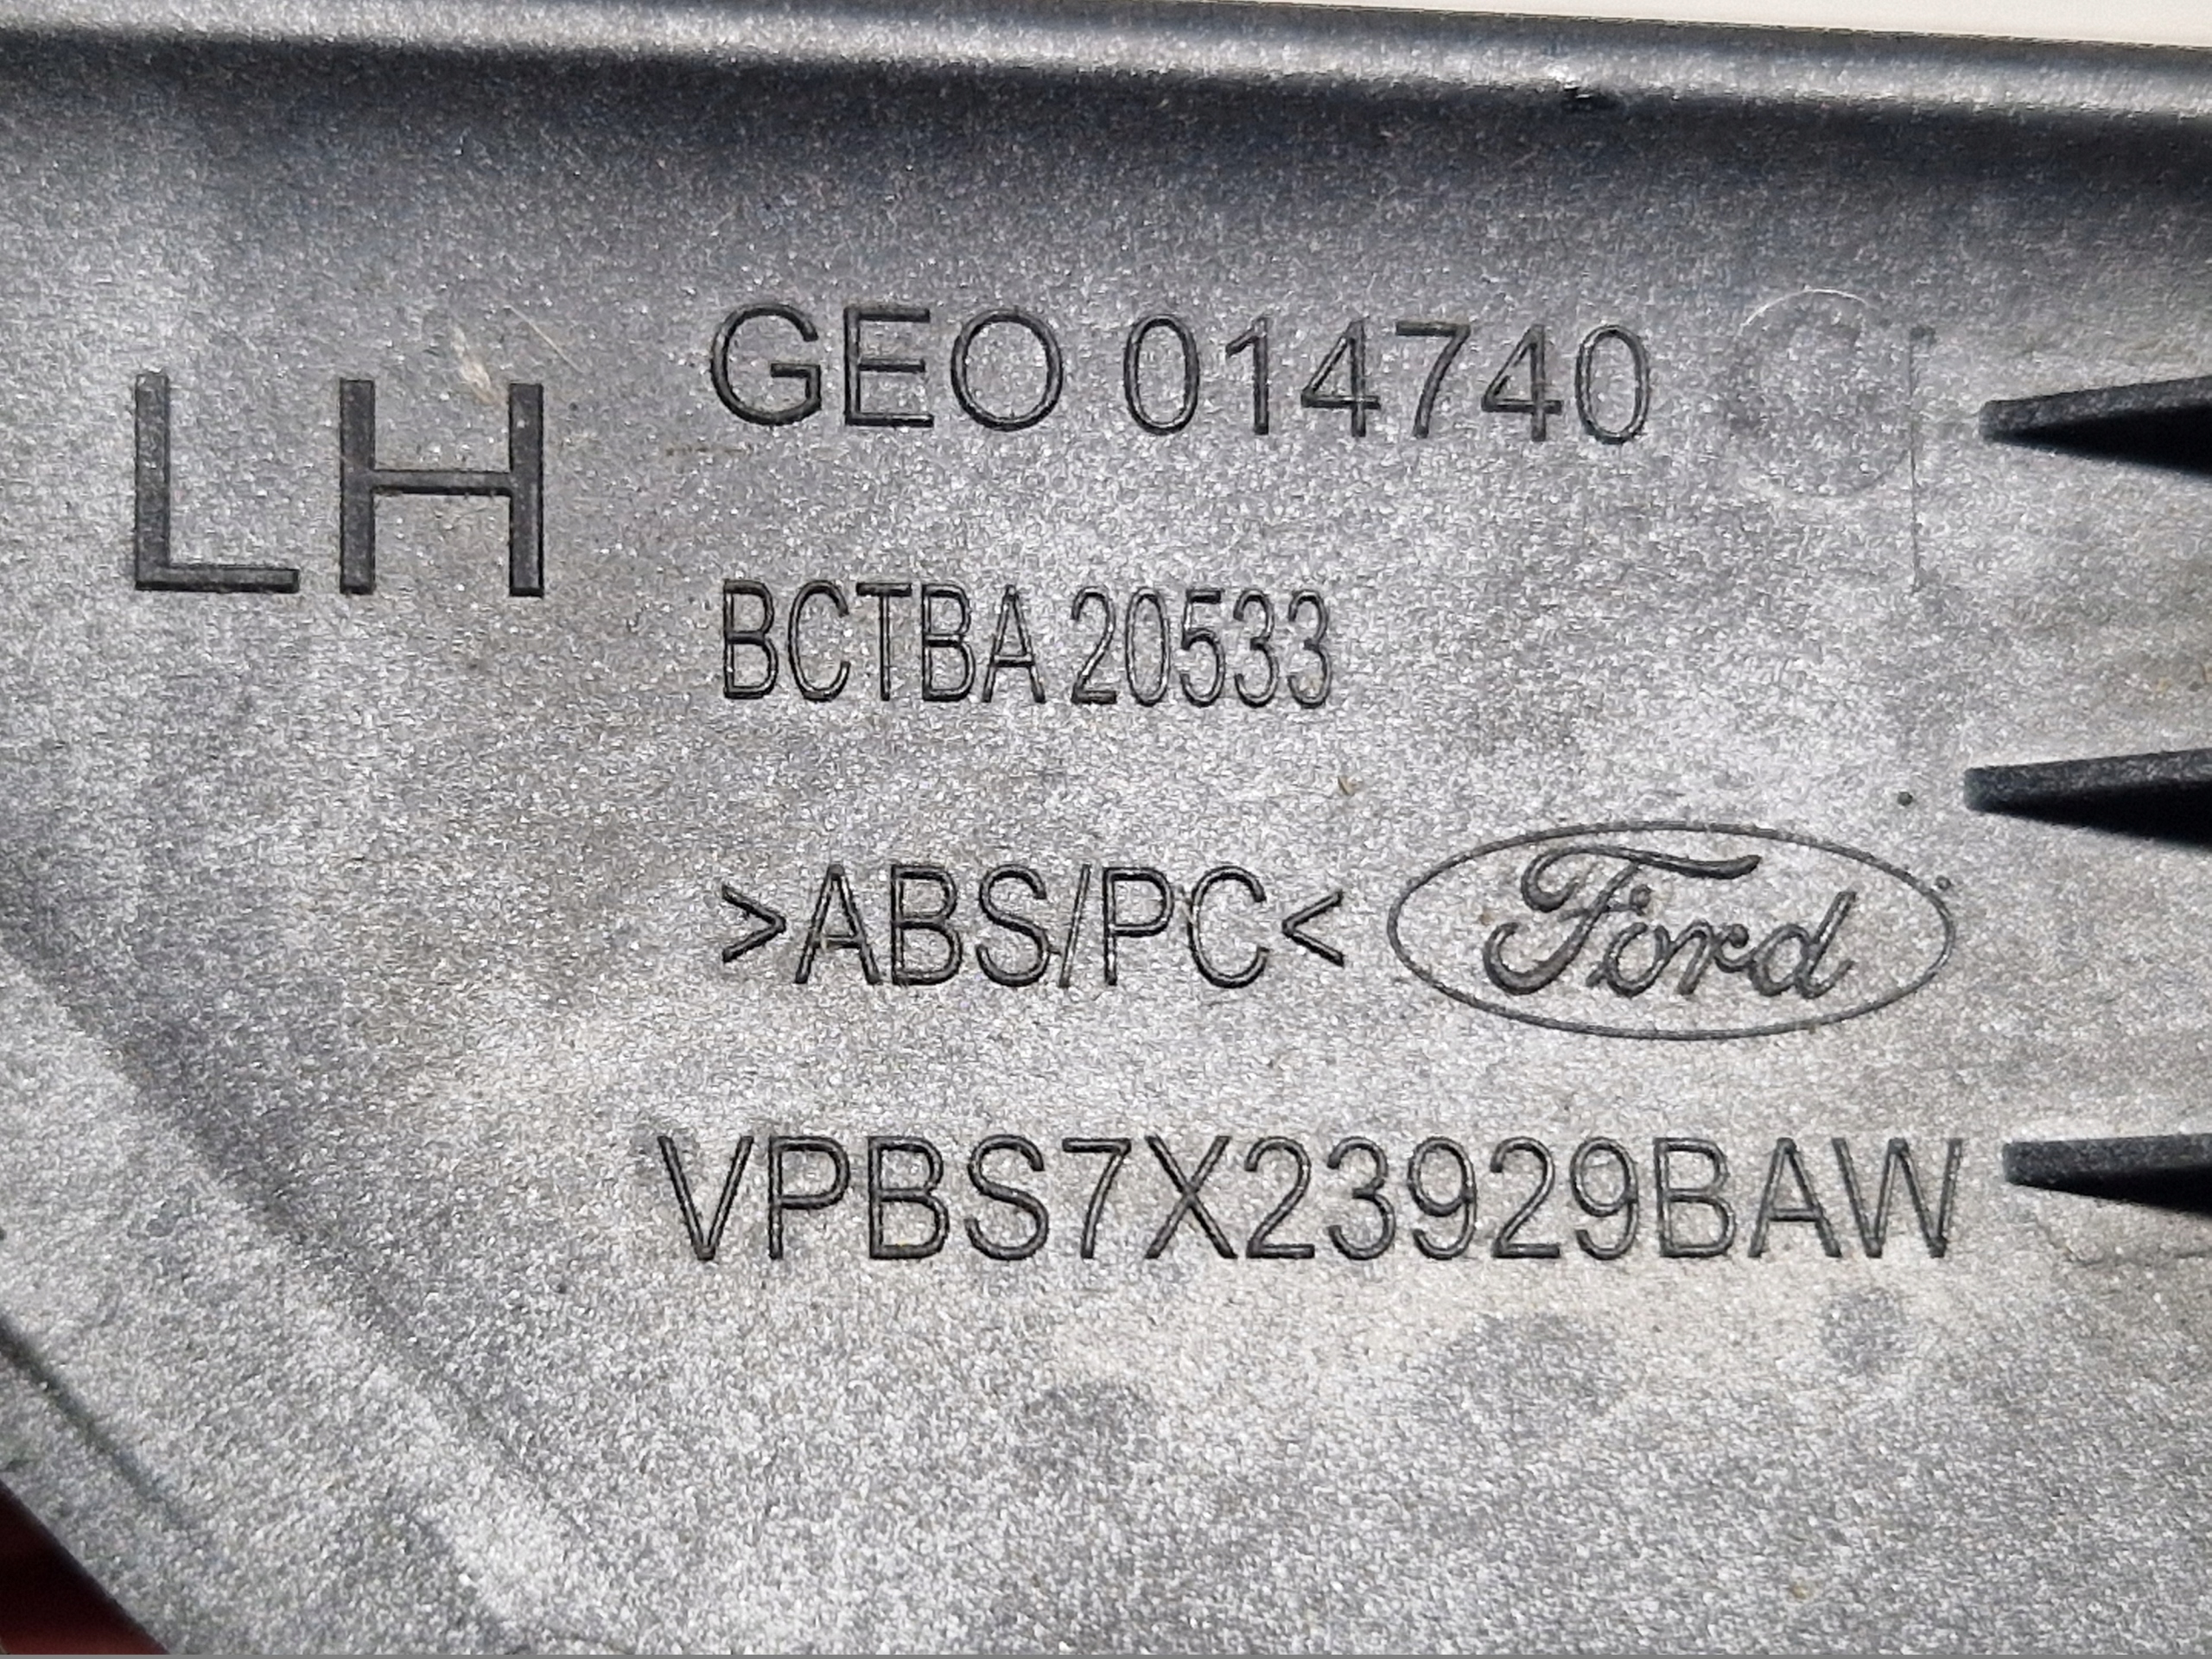 LH
GEO 014740
BCTBA 20533
>ABS/PC< Ford
VPBS7X23929BAW